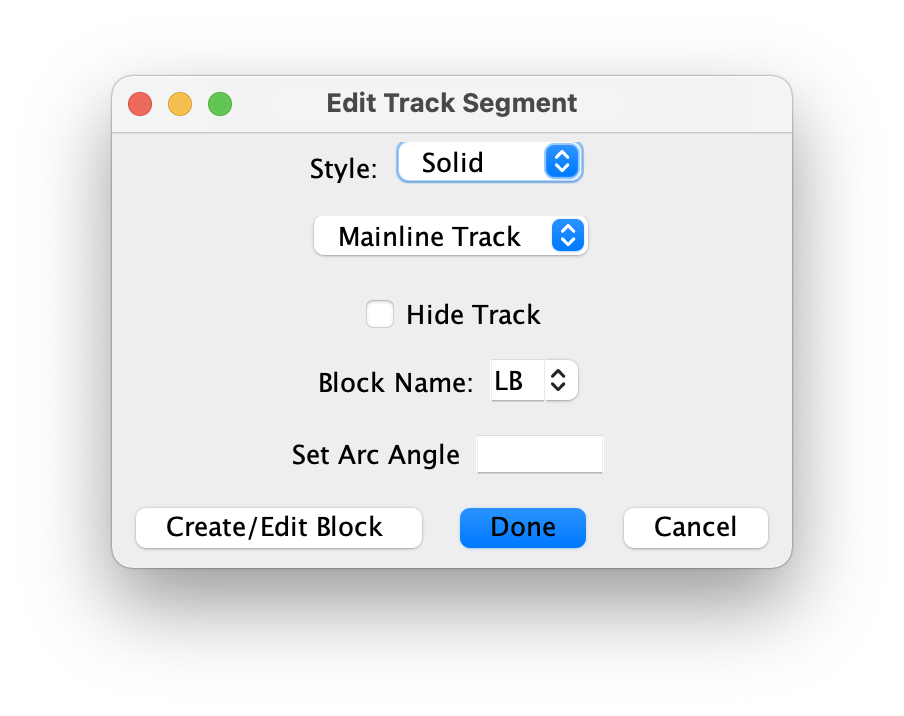 Edit Track Segment
Style: Solid
Mainline Track
Hide Track
Block Name: LB
Set Arc Angle
Create/Edit Block Done Cancel